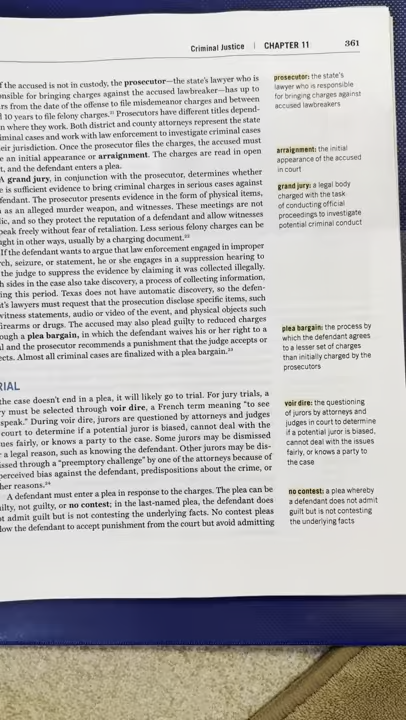 Criminal Justice | CHAPTER 11 361
f the accused is not in custody, the prosecutor—the state's lawyer who is
onsible for bringing charges against the accused lawbreaker—has up to
rs from the date of the offense to file misdemeanor charges and between
10 years to file felony charges.²¹ Prosecutors have different titles depend-
n where they work. Both district and county attorneys represent the state
iminal cases and work with law enforcement to investigate criminal cases
eir jurisdiction. Once the prosecutor files the charges, the accused must
e an initial appearance or arraignment. The charges are read in open
t, and the defendant enters a plea.
A grand jury, in conjunction with the prosecutor, determines whether
e is sufficient evidence to bring criminal charges in serious cases against
fendant. The prosecutor presents evidence in the form of physical items,
as an alleged murder weapon, and witnesses. These meetings are not
lic, and so they protect the reputation of a defendant and allow witnesses
peak freely without fear of retaliation. Less serious felony charges can be
ght in other ways, usually by a charging document.²²
If the defendant wants to argue that law enforcement engaged in improper
rch, seizure, or statement, he or she engages in a suppression hearing to
the judge to suppress the evidence by claiming it was collected illegally.
h sides in the case also take discovery, a process of collecting information,
ing this period. Texas does not have automatic discovery, so the defen-
t's lawyers must request that the prosecution disclose specific items, such
witness statements, audio or video of the event, and physical objects such
firearms or drugs. The accused may also plead guilty to reduced charges
ough a plea bargain, in which the defendant waives his or her right to a
l and the prosecutor recommends a punishment that the judge accepts or
ects. Almost all criminal cases are finalized with a plea bargain.²³
RIAL
the case doesn't end in a plea, it will likely go to trial. For jury trials, a
y must be selected through voir dire, a French term meaning "to see
speak." During voir dire, jurors are questioned by attorneys and judges
court to determine if a potential juror is biased, cannot deal with the
ues fairly, or knows a party to the case. Some jurors may be dismissed
r a legal reason, such as knowing the defendant. Other jurors may be dis-
issed through a "preemptory challenge" by one of the attorneys because of
perceived bias against the defendant, predispositions about the crime, or
her reasons.²⁴
A defendant must enter a plea in response to the charges. The plea can be
ilty, not guilty, or no contest; in the last-named plea, the defendant does
t admit guilt but is not contesting the underlying facts. No contest pleas
low the defendant to accept punishment from the court but avoid admitting
prosecutor: the state's
lawyer who is responsible
for bringing charges against
accused lawbreakers
arraignment: the initial
appearance of the accused
in court
grand jury: a legal body
charged with the task
of conducting official
proceedings to investigate
potential criminal conduct
plea bargain: the process by
which the defendant agrees
to a lesser set of charges
than initially charged by the
prosecutors
voir dire: the questioning
of jurors by attorneys and
judges in court to determine
if a potential juror is biased,
cannot deal with the issues
fairly, or knows a party to
the case
no contest: a plea whereby
a defendant does not admit
guilt but is not contesting
the underlying facts